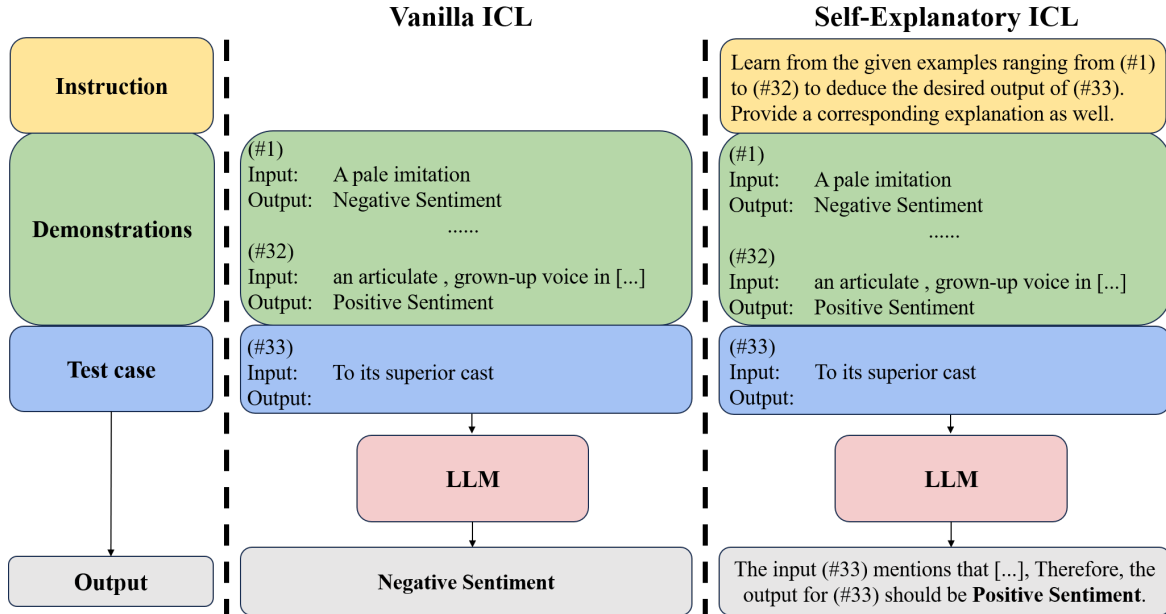 Vanilla ICL
Self-Explanatory ICL
Instruction
Learn from the given examples ranging from (#1)
to (#32) to deduce the desired output of (#33).
Provide a corresponding explanation as well.
Demonstrations
(#1)
Input: A pale imitation
Output: Negative Sentiment
......
(#32)
Input: an articulate , grown-up voice in [...]
Output: Positive Sentiment
(#1)
Input: A pale imitation
Output: Negative Sentiment
......
(#32)
Input: an articulate , grown-up voice in [...]
Output: Positive Sentiment
Test case
(#33)
Input: To its superior cast
Output:
(#33)
Input: To its superior cast
Output:
LLM
LLM
Output
Negative Sentiment
The input (#33) mentions that [...], Therefore, the
output for (#33) should be Positive Sentiment.